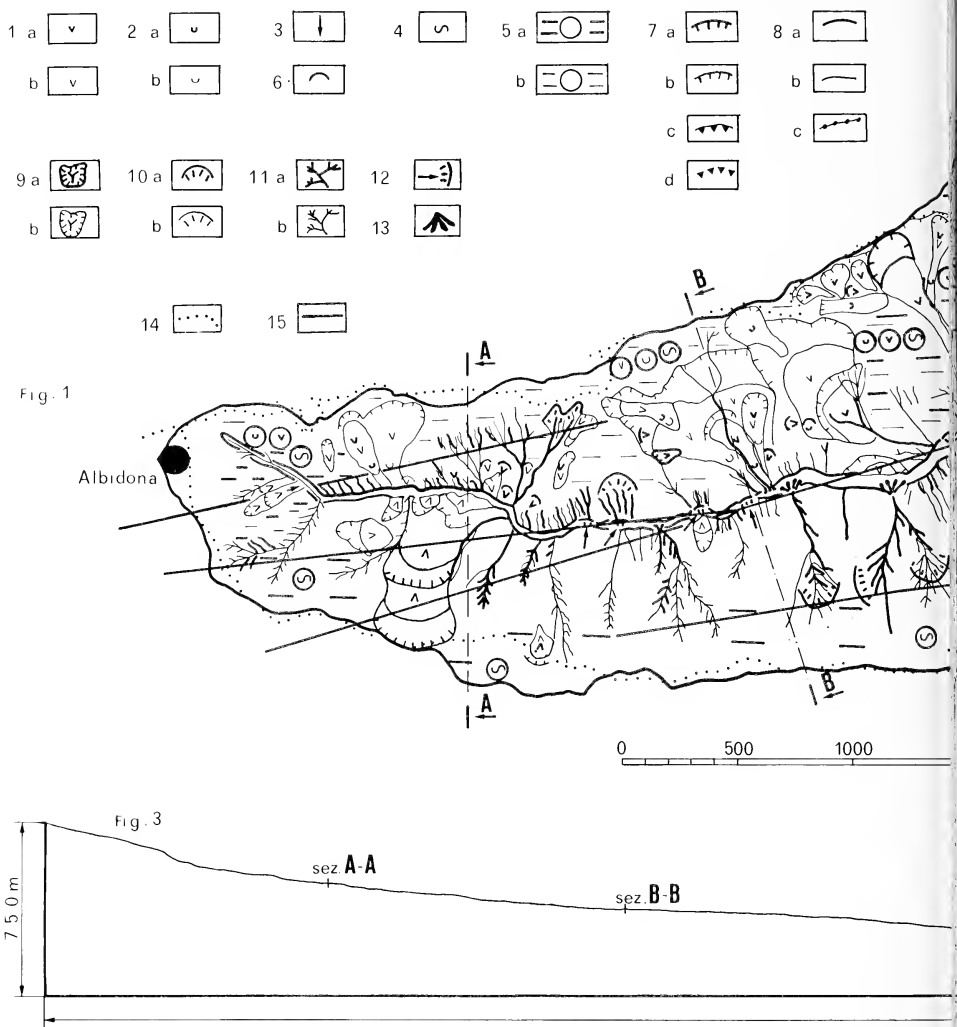 1 a 2 a 3 4 5 a 7 a 8 a
b b 6 b b b
c c
9 a 10 a 11 a 12 d
b b b 13
14 15
B
A
Fig. 1
Albidona
A
B
0 500 1000
Fig. 3
sez. A-A
sez. B-B
750m